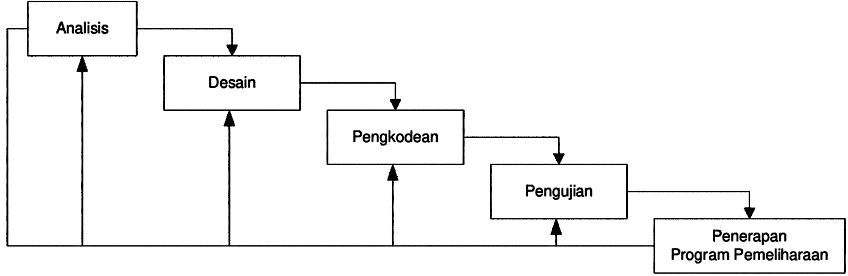 Analisis
Desain
Pengkodean
Pengujian
Penerapan
Program Pemeliharaan